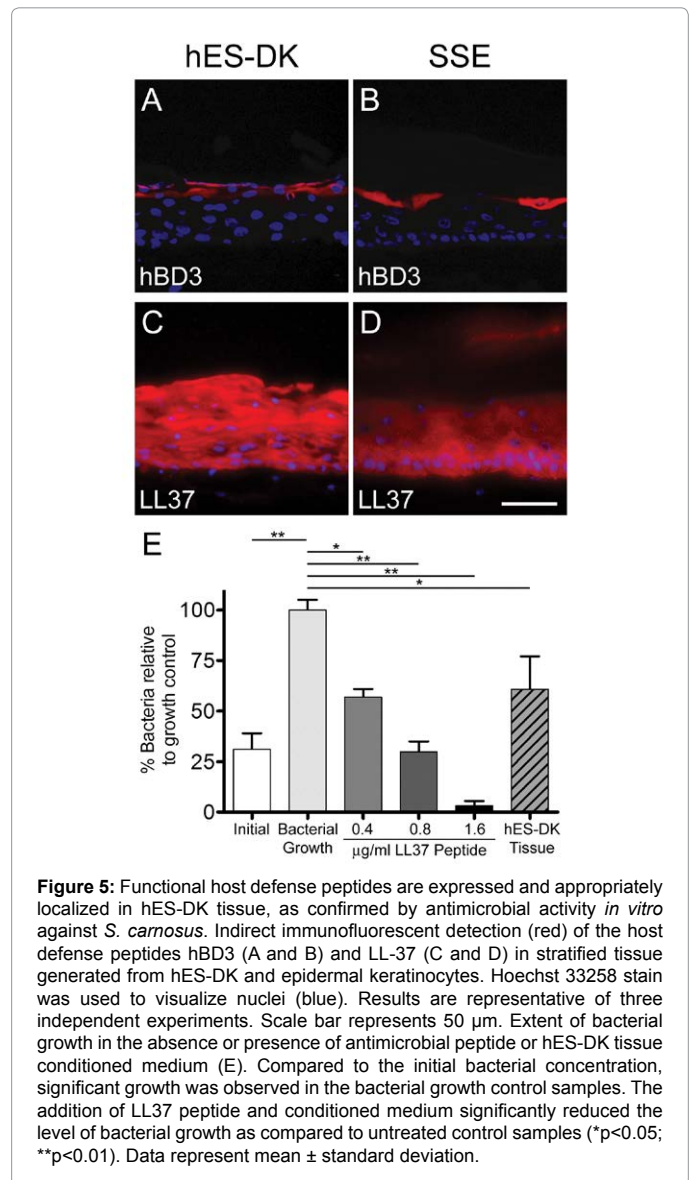 hES-DK SSE
A B
hBD3 hBD3
C D
LL37 LL37
E
**
*
**
**
*
% Bacteria relative
to growth control
100
75
50
25
0
Initial Bacterial 0.4 0.8 1.6 hES-DK
Growth µg/ml LL37 Peptide Tissue
Figure 5: Functional host defense peptides are expressed and appropriately
localized in hES-DK tissue, as confirmed by antimicrobial activity in vitro
against S. carnosus. Indirect immunofluorescent detection (red) of the host
defense peptides hBD3 (A and B) and LL-37 (C and D) in stratified tissue
generated from hES-DK and epidermal keratinocytes. Hoechst 33258 stain
was used to visualize nuclei (blue). Results are representative of three
independent experiments. Scale bar represents 50 µm. Extent of bacterial
growth in the absence or presence of antimicrobial peptide or hES-DK tissue
conditioned medium (E). Compared to the initial bacterial concentration,
significant growth was observed in the bacterial growth control samples. The
addition of LL37 peptide and conditioned medium significantly reduced the
level of bacterial growth as compared to untreated control samples (*p<0.05;
**p<0.01). Data represent mean ± standard deviation.